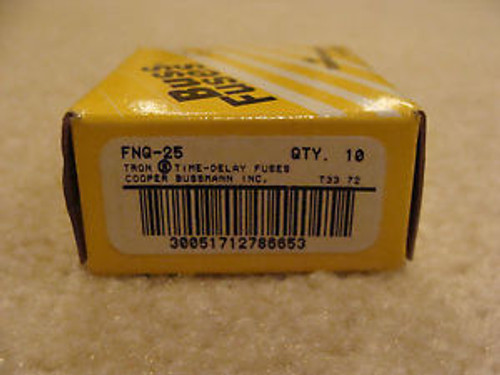 Buss
Fuses
FNQ-25 QTY. 10
TRON ® TIME-DELAY FUSES
COOPER BUSSMANN INC. T33 72
30051712786653